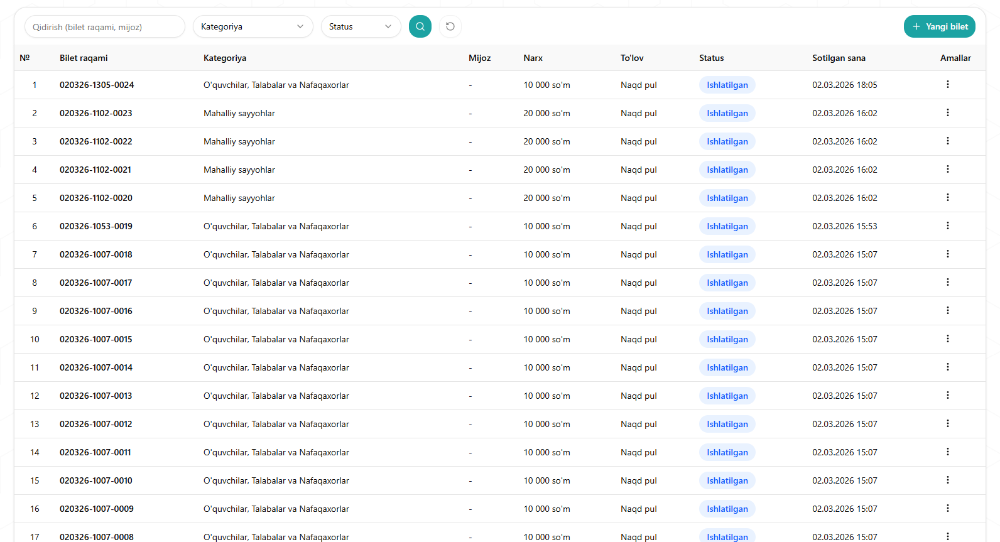 Qidirish (bilet raqami, mijoz) Kategoriya Status Yangi bilet
№ Bilet raqami Kategoriya Mijoz Narx To'lov Status Sotilgan sana Amallar
1 020326-1305-0024 O'quvchilar, Talabalar va Nafaqaxorlar - 10 000 so'm Naqd pul Ishlatilgan 02.03.2026 18:05
2 020326-1102-0023 Mahalliy sayyohlar - 20 000 so'm Naqd pul Ishlatilgan 02.03.2026 16:02
3 020326-1102-0022 Mahalliy sayyohlar - 20 000 so'm Naqd pul Ishlatilgan 02.03.2026 16:02
4 020326-1102-0021 Mahalliy sayyohlar - 20 000 so'm Naqd pul Ishlatilgan 02.03.2026 16:02
5 020326-1102-0020 Mahalliy sayyohlar - 20 000 so'm Naqd pul Ishlatilgan 02.03.2026 16:02
6 020326-1053-0019 O'quvchilar, Talabalar va Nafaqaxorlar - 10 000 so'm Naqd pul Ishlatilgan 02.03.2026 15:53
7 020326-1007-0018 O'quvchilar, Talabalar va Nafaqaxorlar - 10 000 so'm Naqd pul Ishlatilgan 02.03.2026 15:07
8 020326-1007-0017 O'quvchilar, Talabalar va Nafaqaxorlar - 10 000 so'm Naqd pul Ishlatilgan 02.03.2026 15:07
9 020326-1007-0016 O'quvchilar, Talabalar va Nafaqaxorlar - 10 000 so'm Naqd pul Ishlatilgan 02.03.2026 15:07
10 020326-1007-0015 O'quvchilar, Talabalar va Nafaqaxorlar - 10 000 so'm Naqd pul Ishlatilgan 02.03.2026 15:07
11 020326-1007-0014 O'quvchilar, Talabalar va Nafaqaxorlar - 10 000 so'm Naqd pul Ishlatilgan 02.03.2026 15:07
12 020326-1007-0013 O'quvchilar, Talabalar va Nafaqaxorlar - 10 000 so'm Naqd pul Ishlatilgan 02.03.2026 15:07
13 020326-1007-0012 O'quvchilar, Talabalar va Nafaqaxorlar - 10 000 so'm Naqd pul Ishlatilgan 02.03.2026 15:07
14 020326-1007-0011 O'quvchilar, Talabalar va Nafaqaxorlar - 10 000 so'm Naqd pul Ishlatilgan 02.03.2026 15:07
15 020326-1007-0010 O'quvchilar, Talabalar va Nafaqaxorlar - 10 000 so'm Naqd pul Ishlatilgan 02.03.2026 15:07
16 020326-1007-0009 O'quvchilar, Talabalar va Nafaqaxorlar - 10 000 so'm Naqd pul Ishlatilgan 02.03.2026 15:07
17 020326-1007-0008 O'quvchilar, Talabalar va Nafaqaxorlar - 10 000 so'm Naqd pul Ishlatilgan 02.03.2026 15:07